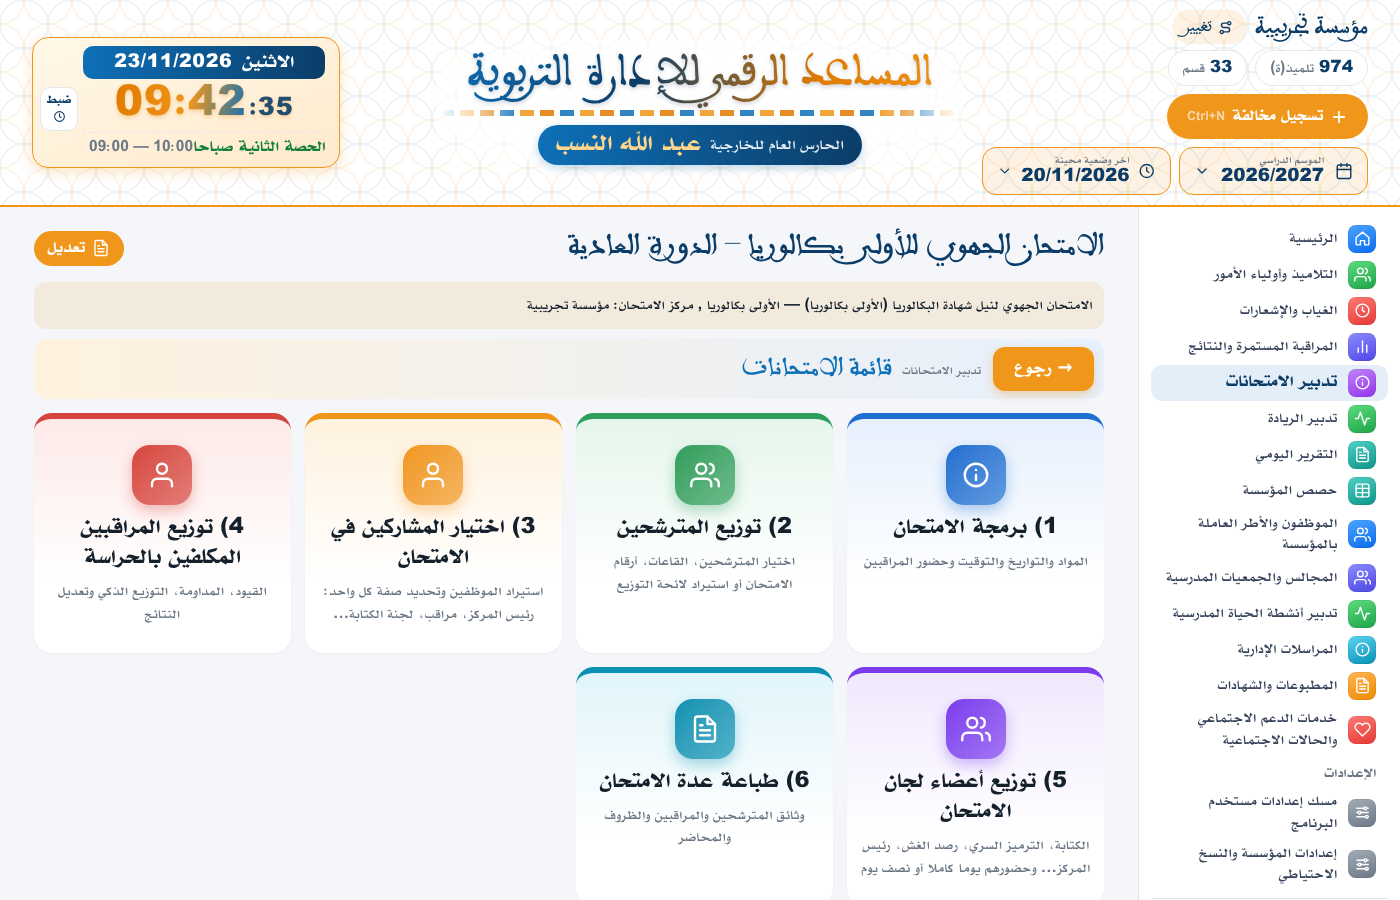 مؤسسة تجريبية
تغيير
974 تلميذ(ة)
33 قسم
+ تسجيل مخالفة Ctrl+N
الموسم الدراسي
2026/2027
اخر وضعية محينة
20/11/2026
المساعد الرقمي للإدارة التربوية
الحارس العام للخارجية عبد الله النسب
الاثنين 23/11/2026
09:42:35
ضبط
الحصة الثانية صباحا 09:00 — 10:00
الرئيسية
التلاميذ وأولياء الأمور
الغياب والإشعارات
المراقبة المستمرة والنتائج
تدبير الامتحانات
تدبير الريادة
التقرير اليومي
حصص المؤسسة
الموظفون والأطر العاملة
بالمؤسسة
المجالس والجمعيات المدرسية
تدبير أنشطة الحياة المدرسية
المراسلات الإدارية
المطبوعات والشهادات
خدمات الدعم الاجتماعي
والحالات الاجتماعية
الإعدادات
مسك إعدادات مستخدم
البرنامج
إعدادات المؤسسة والنسخ
الاحتياطي
الامتحان الجهوي للأولى بكالوريا – الدورة العادية
تعديل
الامتحان الجهوي لنيل شهادة البكالوريا (الأولى بكالوريا) — الأولى بكالوريا , مركز الامتحان: مؤسسة تجريبية
→ رجوع
تدبير الامتحانات
قائمة الامتحانات
1) برمجة الامتحان
المواد والتواريخ والتوقيت وحضور المراقبين
2) توزيع المترشحين
اختيار المترشحين، القاعات، أرقام
الامتحان أو استيراد لائحة التوزيع
3) اختيار المشاركين في
الامتحان
استيراد الموظفين وتحديد صفة كل واحد:
رئيس المركز، مراقب، لجنة الكتابة...
4) توزيع المراقبين
المكلفين بالحراسة
القيود، المداومة، التوزيع الذكي وتعديل
النتائج
5) توزيع أعضاء لجان
الامتحان
الكتابة، الترميز السري، رصد الغش، رئيس
المركز... وحضورهم يوما كاملا أو نصف يوم
6) طباعة عدة الامتحان
وثائق المترشحين والمراقبين والظروف
والمحاضر